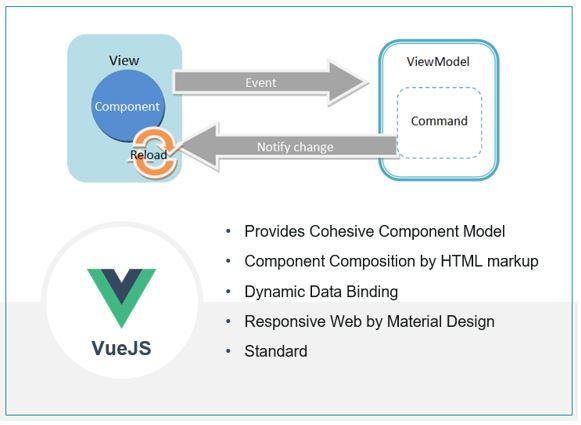 View
ViewModel
Event
Component
Command
Reload
Notify change
• Provides Cohesive Component Model
• Component Composition by HTML markup
• Dynamic Data Binding
• Responsive Web by Material Design
• Standard
VueJS